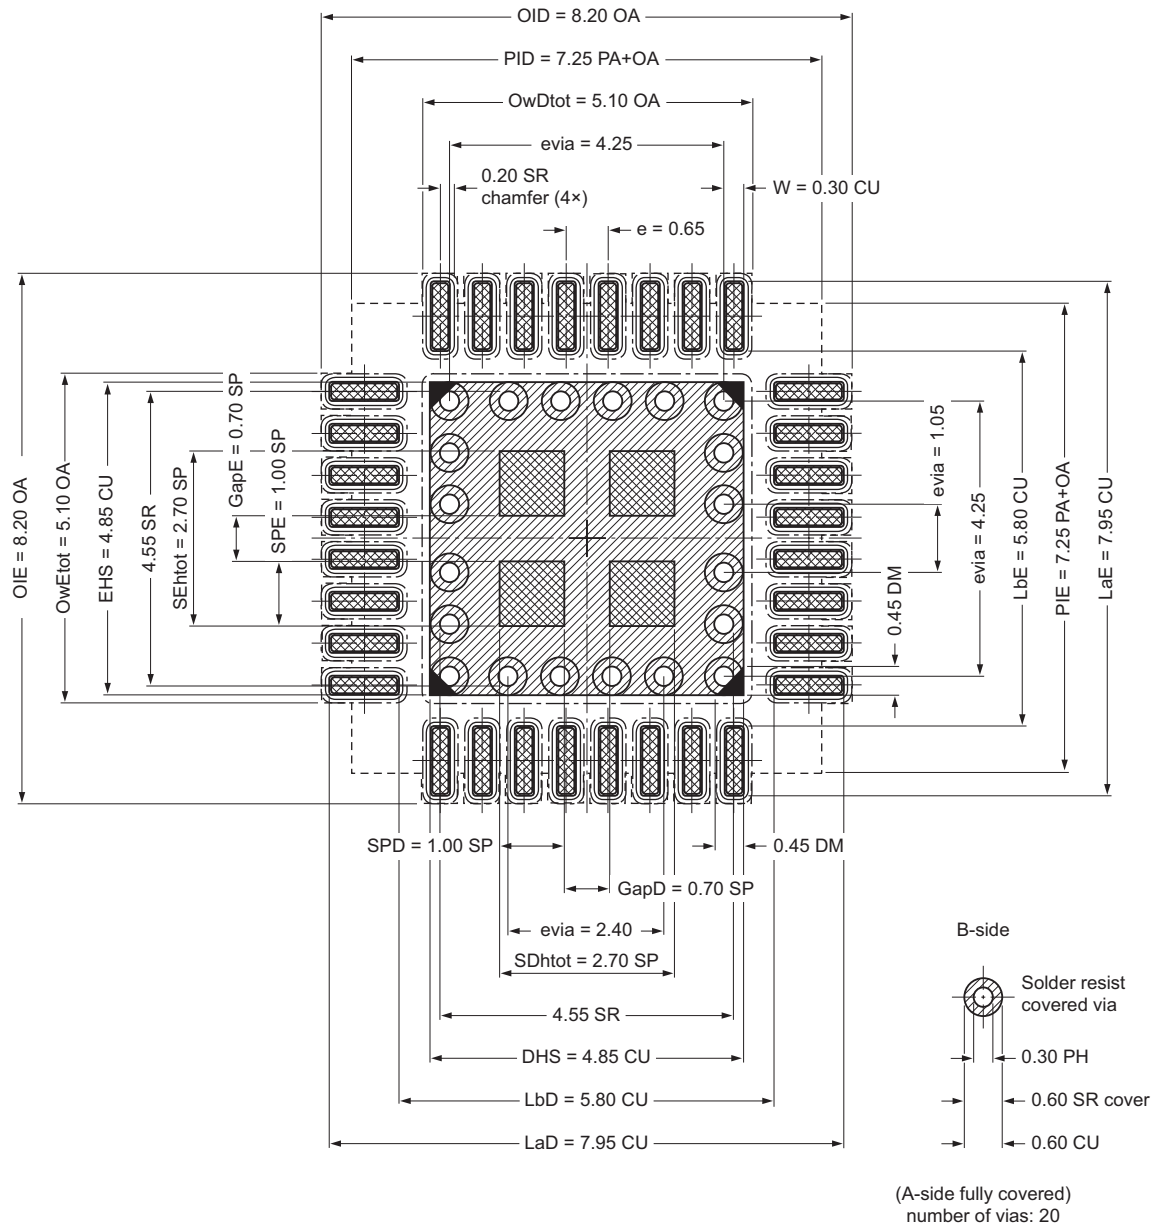 OID = 8.20 OA
PID = 7.25 PA+OA
OwDtot = 5.10 OA
evia = 4.25
0.20 SR
chamfer (4×)
W = 0.30 CU
e = 0.65
OIE = 8.20 OA
OwEtot = 5.10 OA
EHS = 4.85 CU
4.55 SR
SEhtot = 2.70 SP
GapE = 0.70 SP
SPE = 1.00 SP
evia = 1.05
0.45 DM
evia = 4.25
LbE = 5.80 CU
PIE = 7.25 PA+OA
LaE = 7.95 CU
SPD = 1.00 SP
0.45 DM
GapD = 0.70 SP
evia = 2.40
SDhtot = 2.70 SP
4.55 SR
DHS = 4.85 CU
LbD = 5.80 CU
LaD = 7.95 CU
B-side
Solder resist
covered via
0.30 PH
0.60 SR cover
0.60 CU
(A-side fully covered)
number of vias: 20